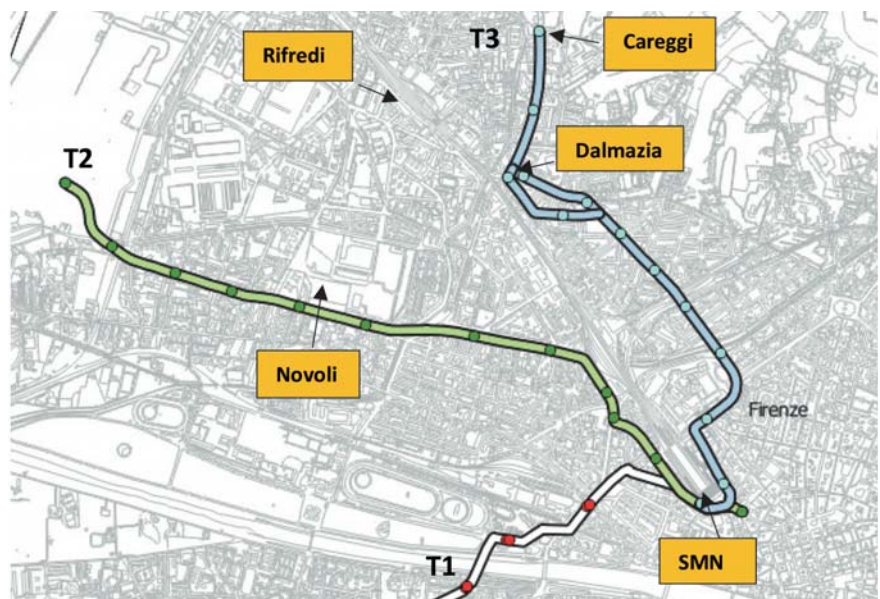 T3
Careggi
Rifredi
Dalmazia
T2
Novoli
Firenze
T1
SMN